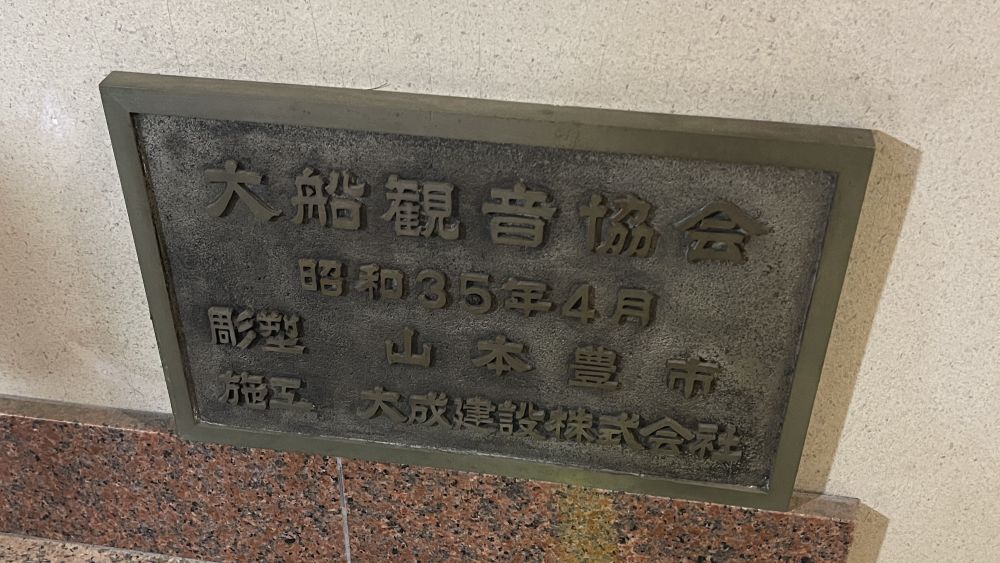 大船観音協会
昭和35年4月
彫塑 山本豊市
施工 大成建設株式会社